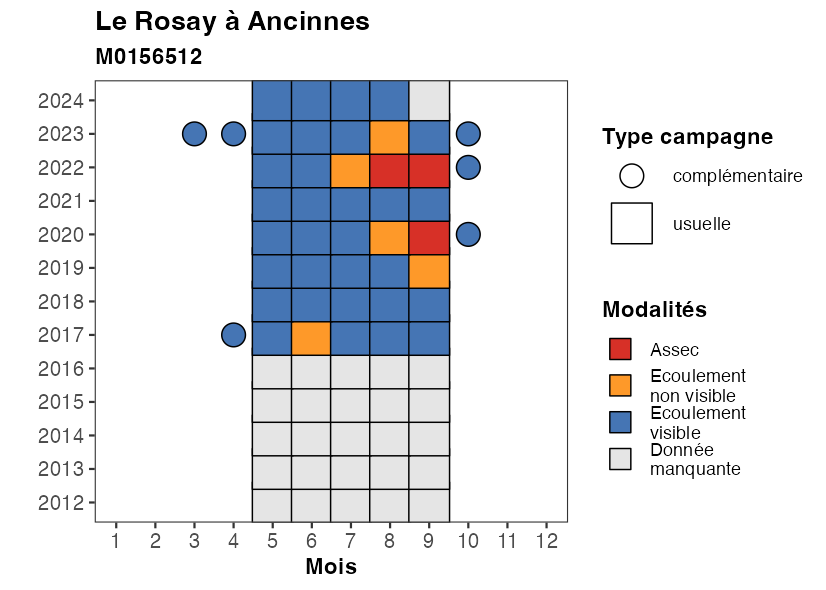 Le Rosay à Ancinnes
M0156512
2024
2023
2022
2021
2020
2019
2018
2017
2016
2015
2014
2013
2012
1 2 3 4 5 6 7 8 9 10 11 12
Mois
Type campagne
complémentaire
usuelle
Modalités
Assec
Ecoulement
non visible
Ecoulement
visible
Donnée
manquante